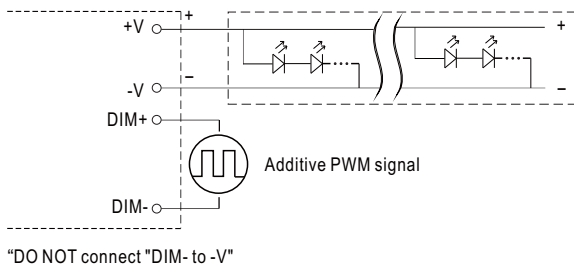 +V
+
+
-V
−
−
DIM+
Additive PWM signal
DIM-
“DO NOT connect "DIM- to -V"